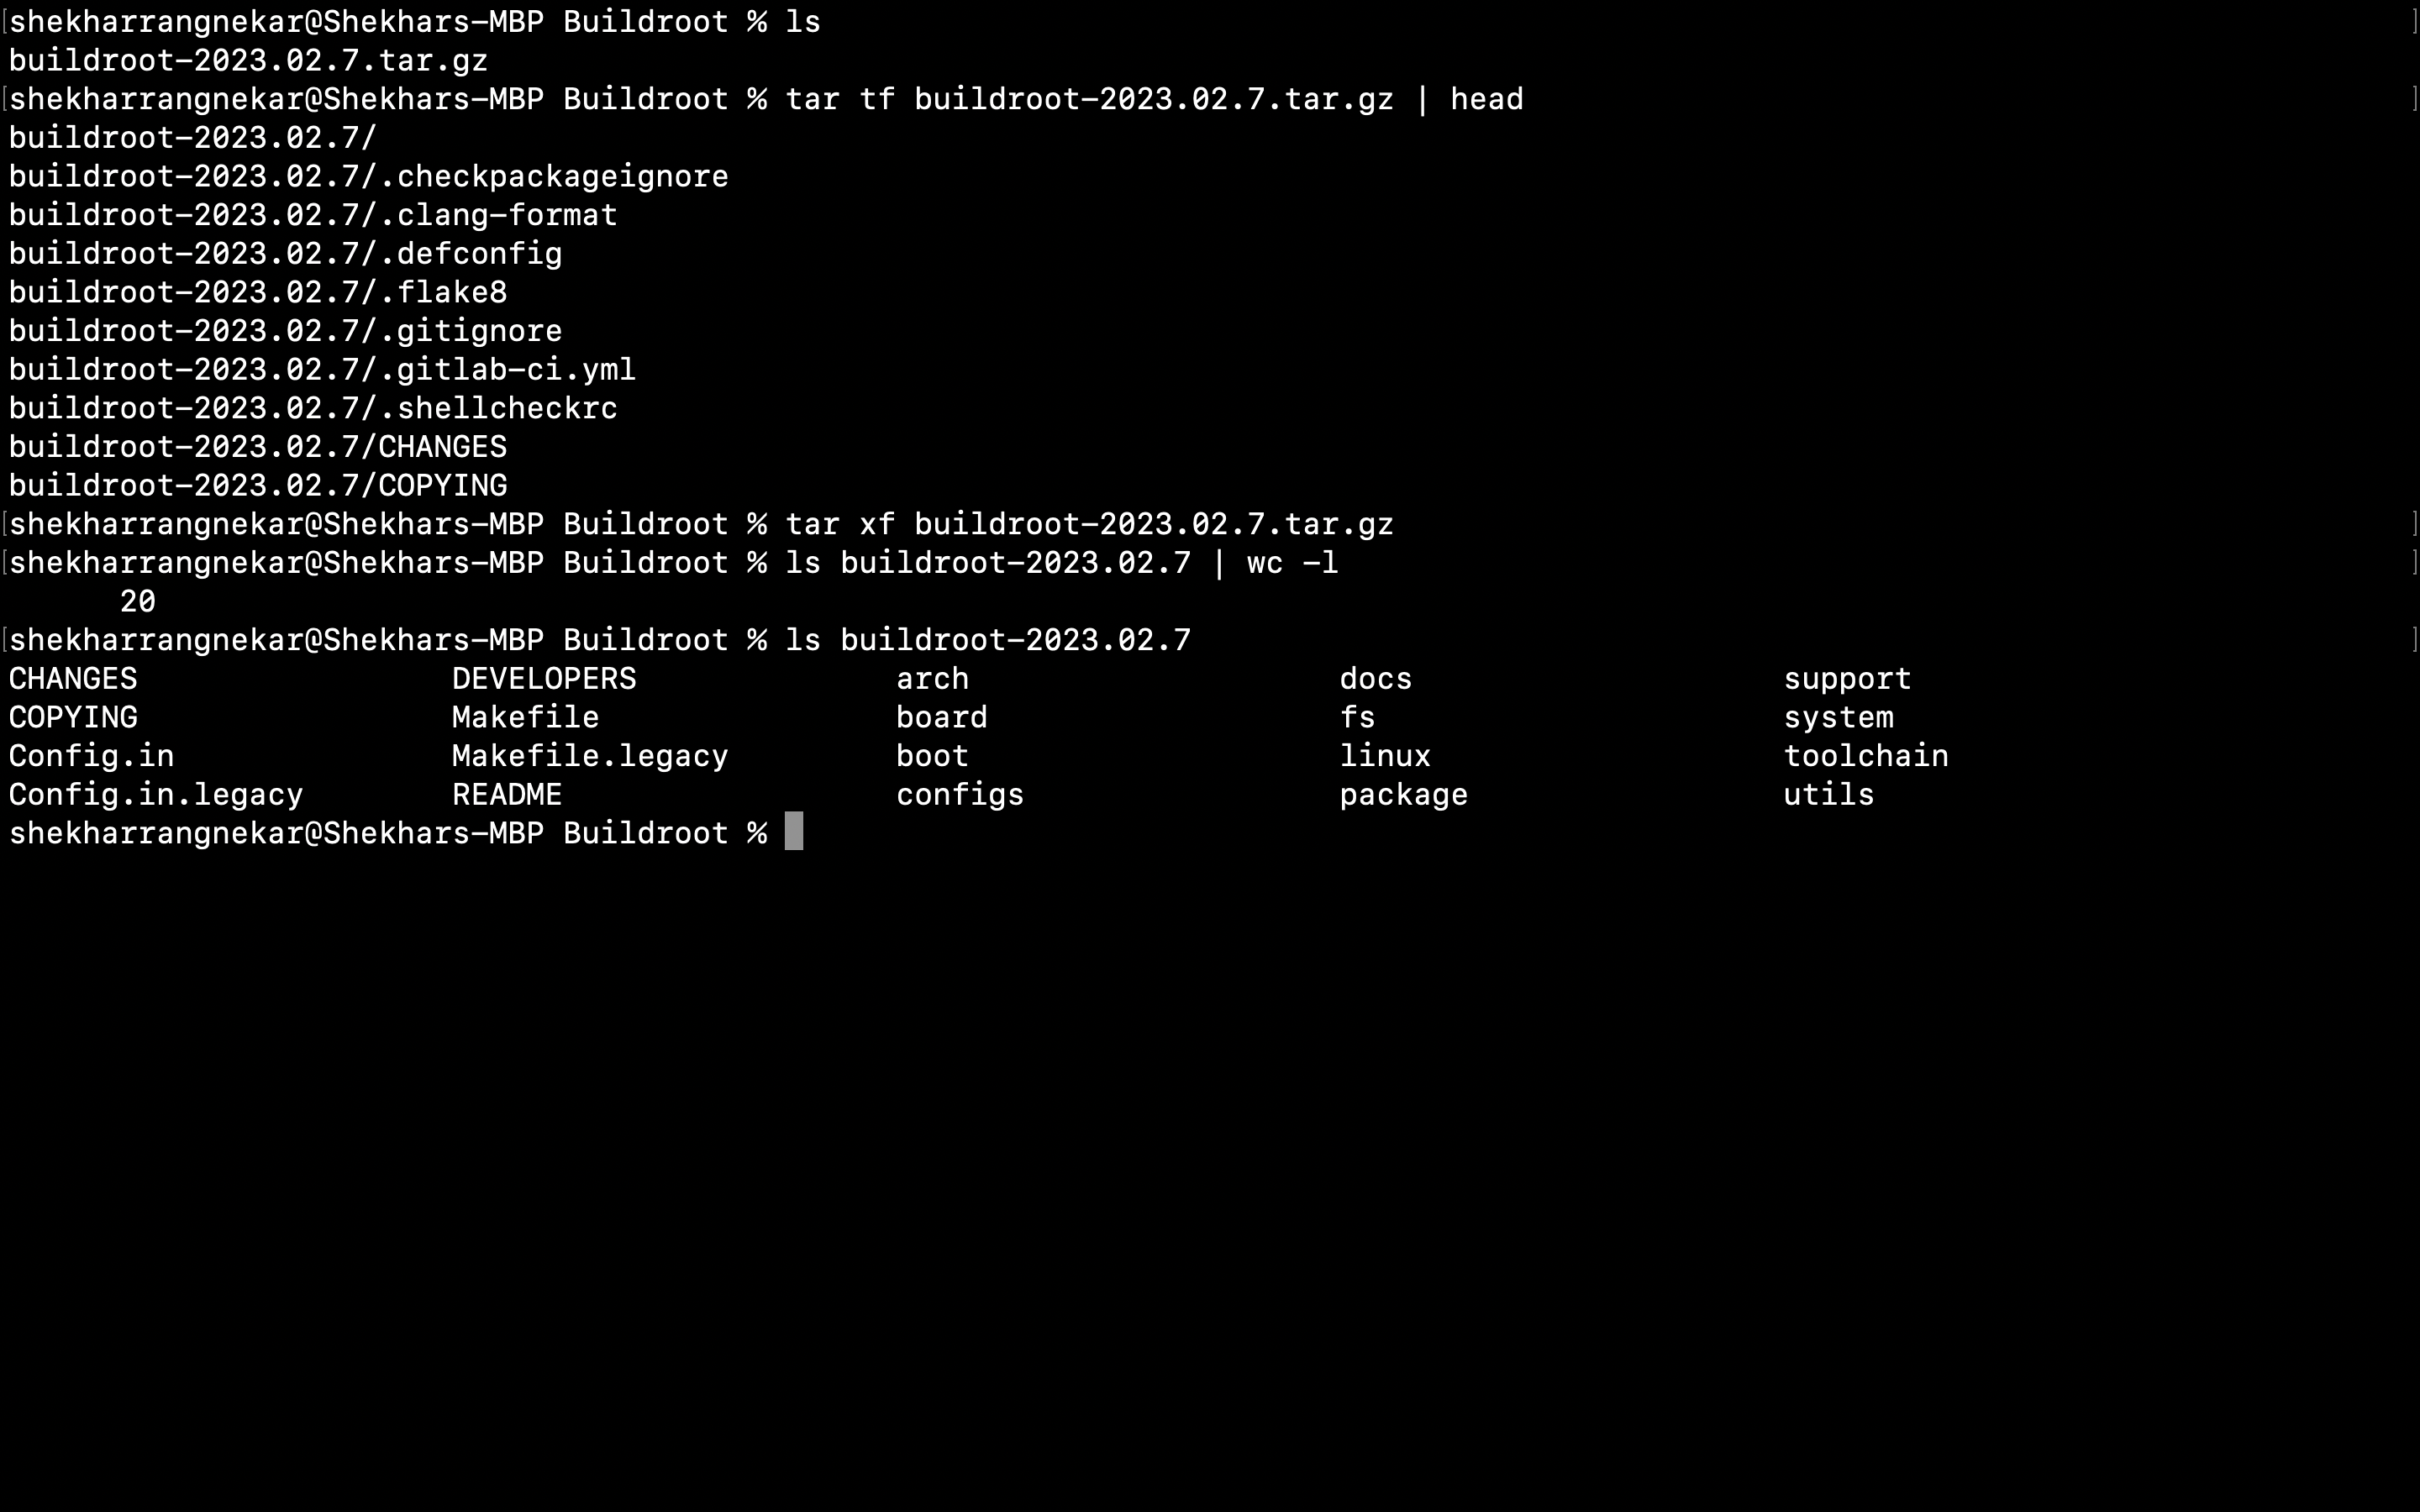 [shekharrangnekar@Shekhars-MBP Buildroot % ls ]
buildroot-2023.02.7.tar.gz
[shekharrangnekar@Shekhars-MBP Buildroot % tar tf buildroot-2023.02.7.tar.gz | head ]
buildroot-2023.02.7/
buildroot-2023.02.7/.checkpackageignore
buildroot-2023.02.7/.clang-format
buildroot-2023.02.7/.defconfig
buildroot-2023.02.7/.flake8
buildroot-2023.02.7/.gitignore
buildroot-2023.02.7/.gitlab-ci.yml
buildroot-2023.02.7/.shellcheckrc
buildroot-2023.02.7/CHANGES
buildroot-2023.02.7/COPYING
[shekharrangnekar@Shekhars-MBP Buildroot % tar xf buildroot-2023.02.7.tar.gz ]
[shekharrangnekar@Shekhars-MBP Buildroot % ls buildroot-2023.02.7 | wc -l ]
20
[shekharrangnekar@Shekhars-MBP Buildroot % ls buildroot-2023.02.7 ]
CHANGES DEVELOPERS arch docs support
COPYING Makefile board fs system
Config.in Makefile.legacy boot linux toolchain
Config.in.legacy README configs package utils
shekharrangnekar@Shekhars-MBP Buildroot %